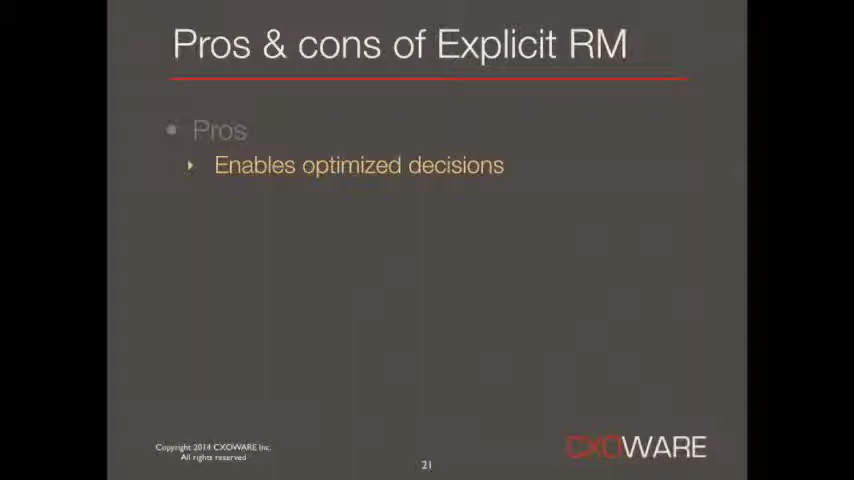 Pros & cons of Explicit RM
Pros
Enables optimized decisions
Copyright 2014 CXOWARE Inc.
All rights reserved
21
CXOWARE